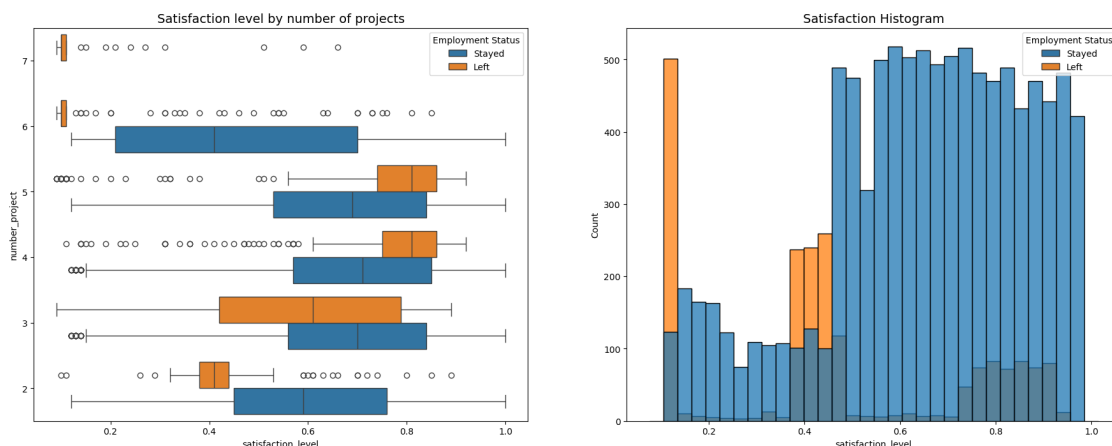 Satisfaction level by number of projects
Employment Status
Stayed
Left
number_project
7
6
5
4
3
2
0.2
0.4
0.6
0.8
1.0
satisfaction_level
Satisfaction Histogram
Employment Status
Stayed
Left
Count
500
400
300
200
100
0
0.2
0.4
0.6
0.8
1.0
satisfaction_level